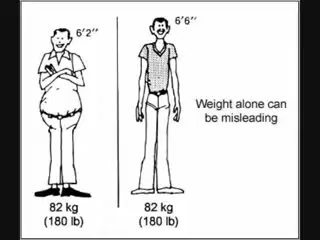 6'2''
6'6''
Weight alone can
be misleading
82 kg
(180 lb)
82 kg
(180 lb)